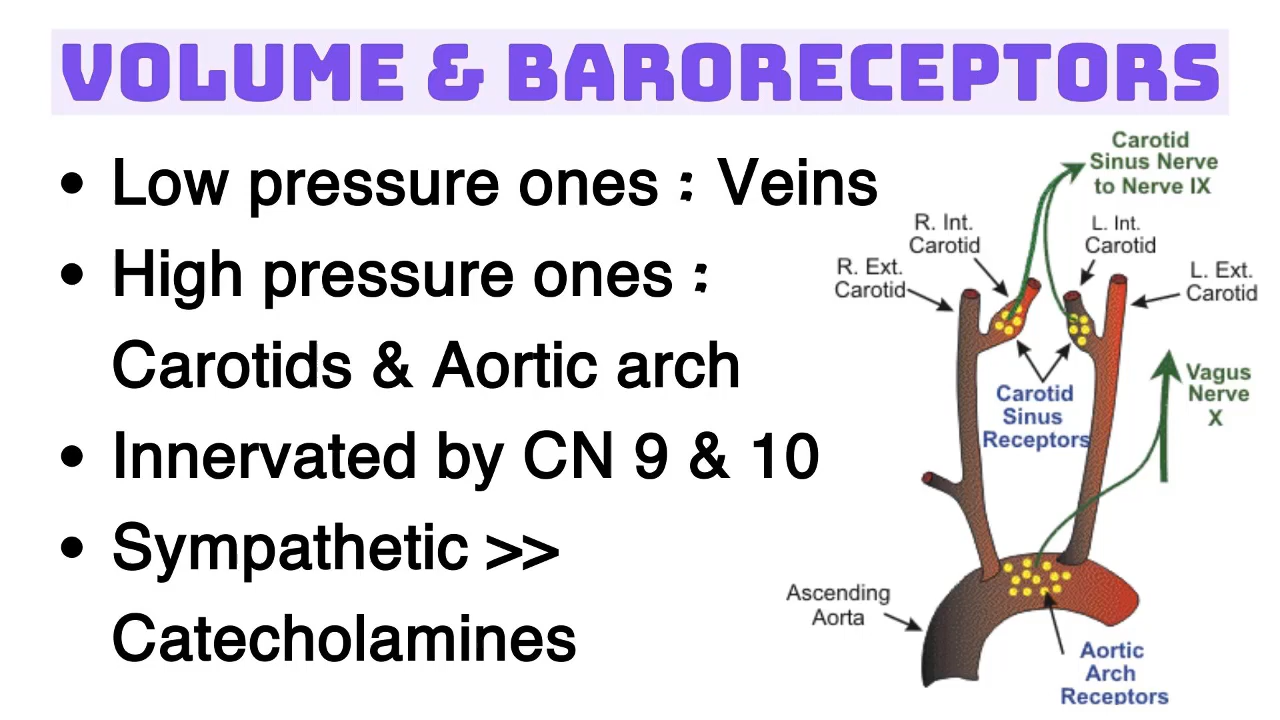 VOLUME & BARORECEPTORS
• Low pressure ones : Veins
• High pressure ones :
Carotids & Aortic arch
• Innervated by CN 9 & 10
• Sympathetic >>
Catecholamines
Carotid
Sinus Nerve
to Nerve IX
R. Int.
Carotid
L. Int.
Carotid
R. Ext.
Carotid
L. Ext.
Carotid
Vagus
Nerve
X
Carotid
Sinus
Receptors
Ascending
Aorta
Aortic
Arch
Receptors